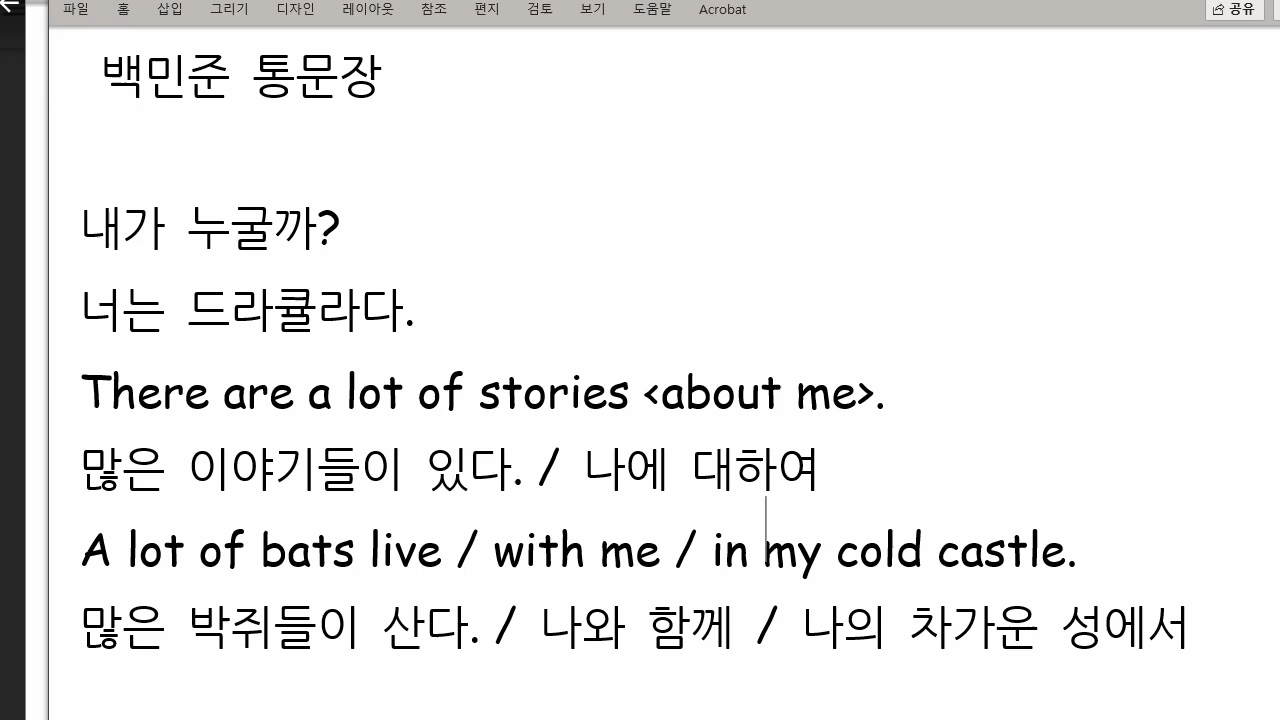 파일 홈 삽입 그리기 디자인 레이아웃 참조 편지 검토 보기 도움말 Acrobat 공유
백민준 통문장
내가 누굴까?
너는 드라큘라다.
There are a lot of stories <about me>.
많은 이야기들이 있다. / 나에 대하여
A lot of bats live / with me / in my cold castle.
많은 박쥐들이 산다. / 나와 함께 / 나의 차가운 성에서